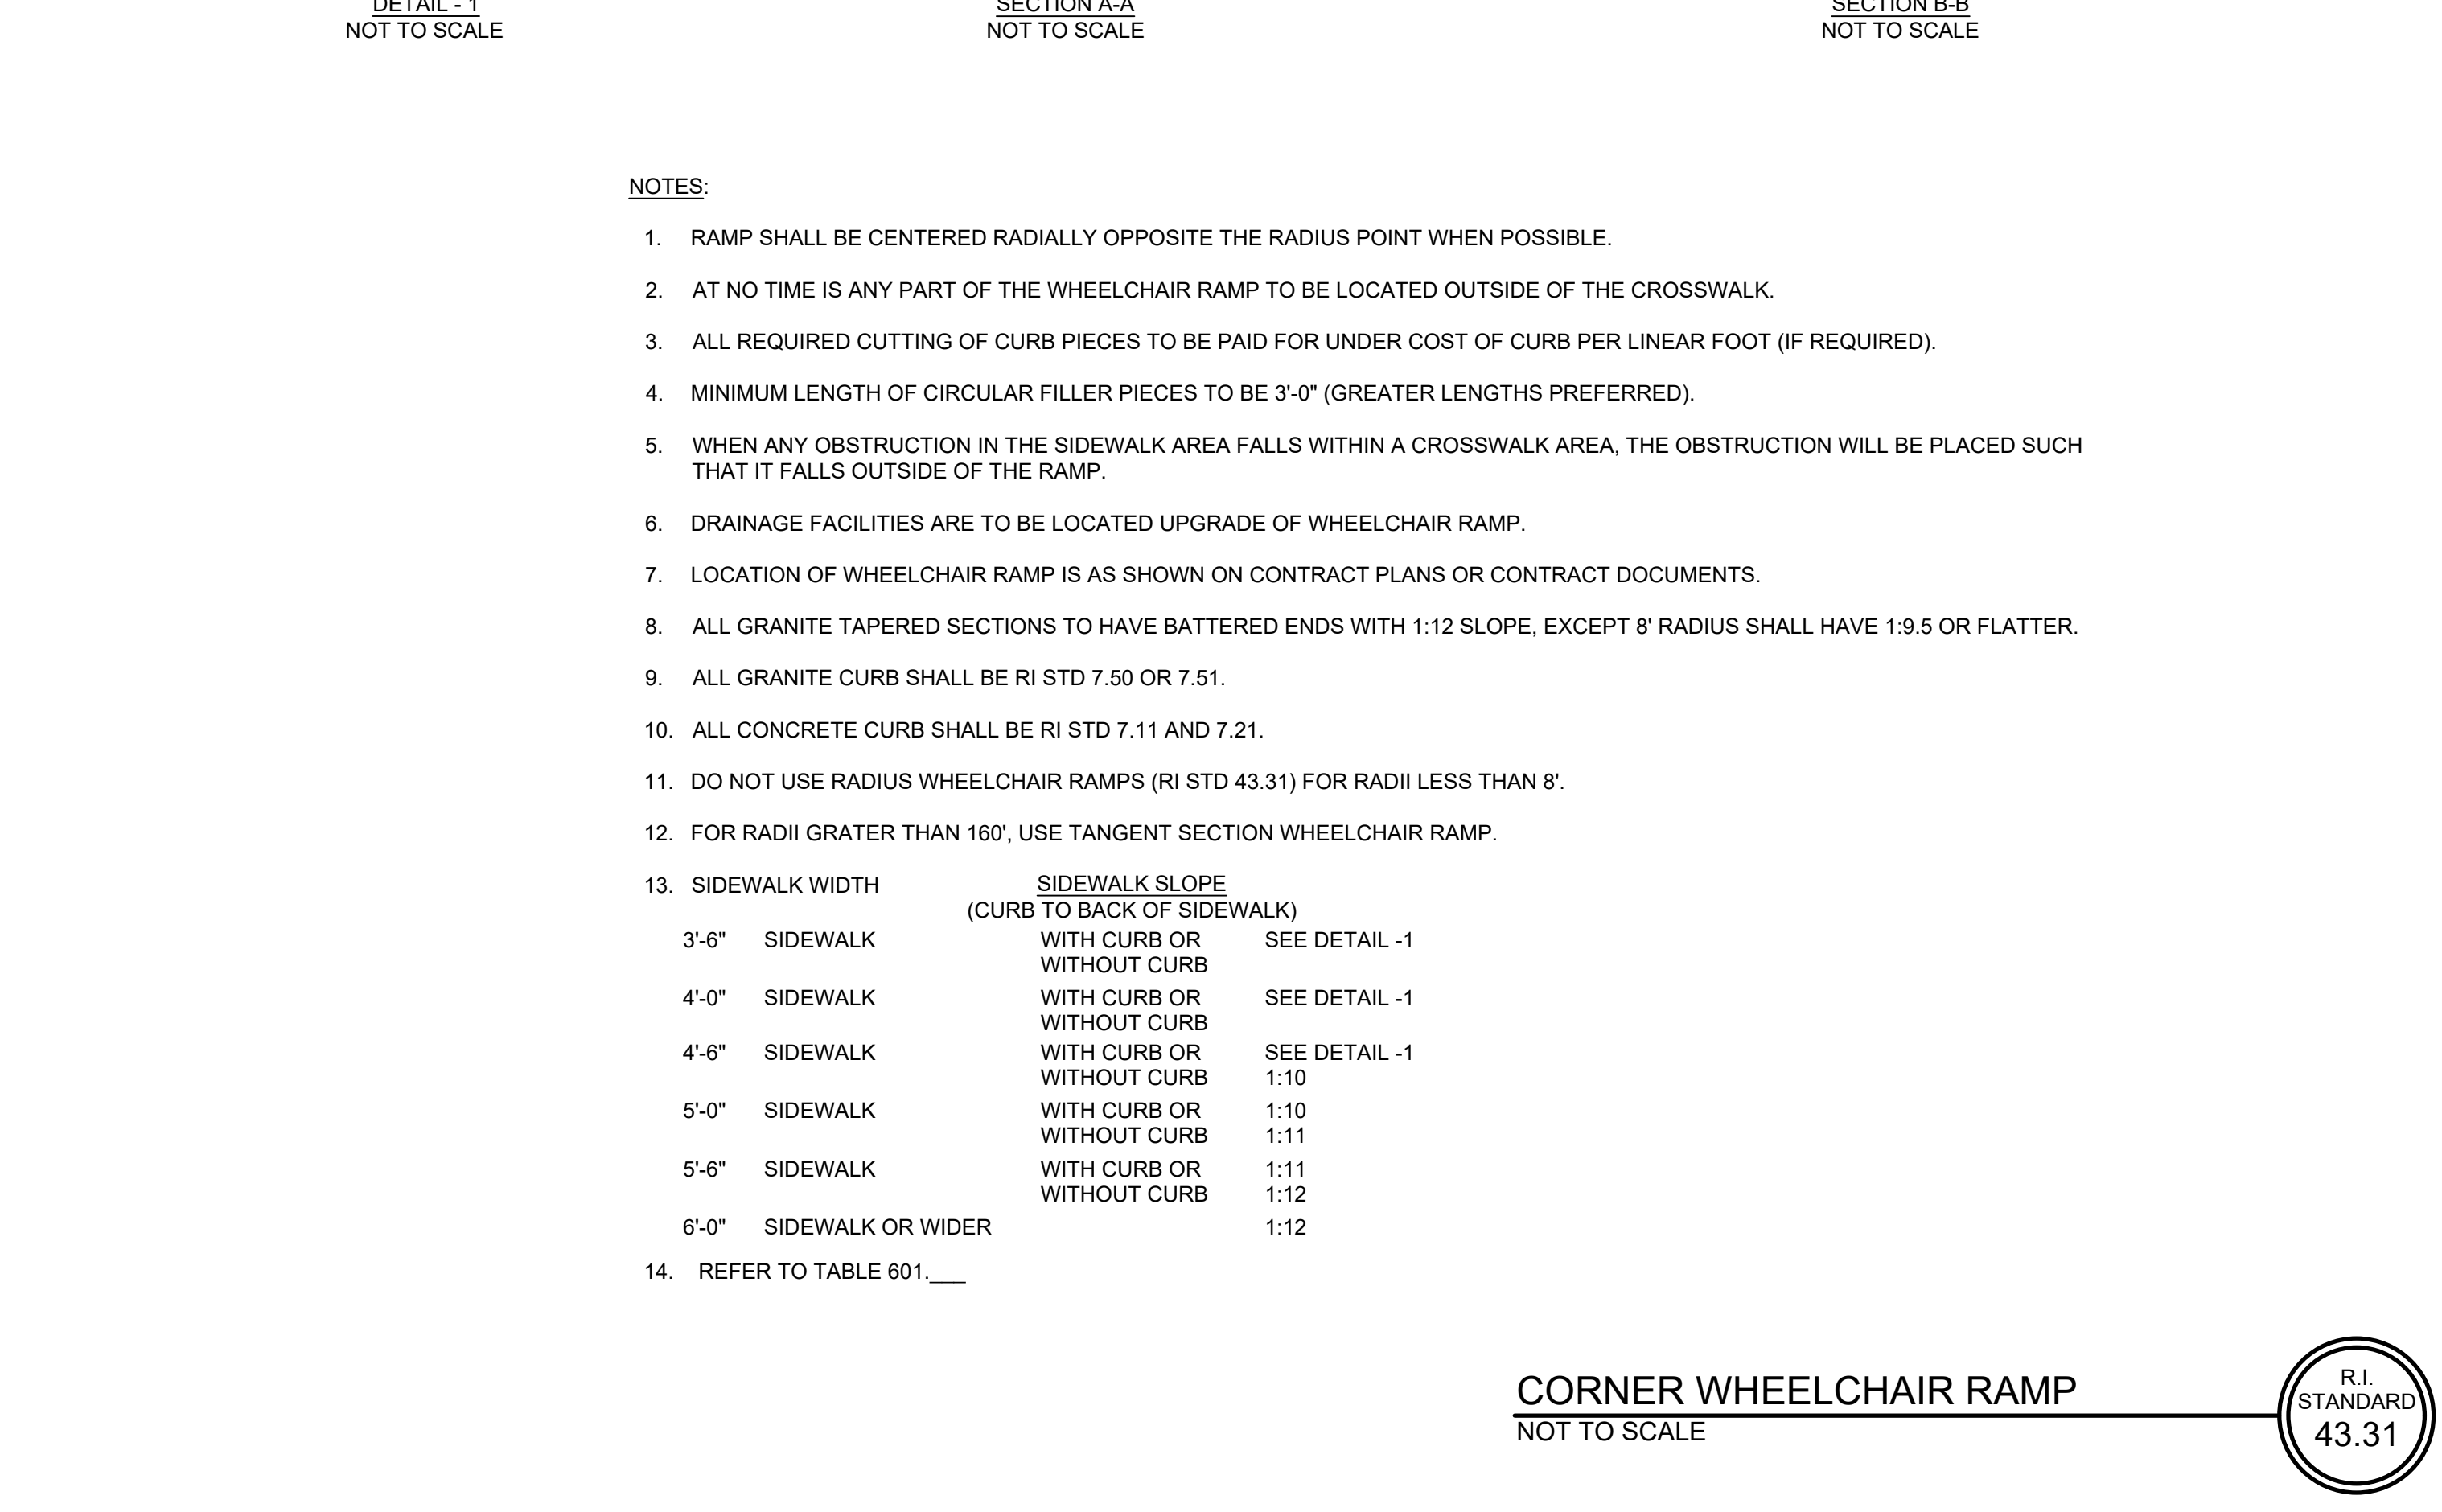 DETAIL - 1
NOT TO SCALE
SECTION A-A
NOT TO SCALE
SECTION B-B
NOT TO SCALE
NOTES:
1. RAMP SHALL BE CENTERED RADIALLY OPPOSITE THE RADIUS POINT WHEN POSSIBLE.
2. AT NO TIME IS ANY PART OF THE WHEELCHAIR RAMP TO BE LOCATED OUTSIDE OF THE CROSSWALK.
3. ALL REQUIRED CUTTING OF CURB PIECES TO BE PAID FOR UNDER COST OF CURB PER LINEAR FOOT (IF REQUIRED).
4. MINIMUM LENGTH OF CIRCULAR FILLER PIECES TO BE 3'-0" (GREATER LENGTHS PREFERRED).
5. WHEN ANY OBSTRUCTION IN THE SIDEWALK AREA FALLS WITHIN A CROSSWALK AREA, THE OBSTRUCTION WILL BE PLACED SUCH
THAT IT FALLS OUTSIDE OF THE RAMP.
6. DRAINAGE FACILITIES ARE TO BE LOCATED UPGRADE OF WHEELCHAIR RAMP.
7. LOCATION OF WHEELCHAIR RAMP IS AS SHOWN ON CONTRACT PLANS OR CONTRACT DOCUMENTS.
8. ALL GRANITE TAPERED SECTIONS TO HAVE BATTERED ENDS WITH 1:12 SLOPE, EXCEPT 8' RADIUS SHALL HAVE 1:9.5 OR FLATTER.
9. ALL GRANITE CURB SHALL BE RI STD 7.50 OR 7.51.
10. ALL CONCRETE CURB SHALL BE RI STD 7.11 AND 7.21.
11. DO NOT USE RADIUS WHEELCHAIR RAMPS (RI STD 43.31) FOR RADII LESS THAN 8'.
12. FOR RADII GRATER THAN 160', USE TANGENT SECTION WHEELCHAIR RAMP.
13. SIDEWALK WIDTH SIDEWALK SLOPE
(CURB TO BACK OF SIDEWALK)
3'-6" SIDEWALK WITH CURB OR SEE DETAIL -1
WITHOUT CURB
4'-0" SIDEWALK WITH CURB OR SEE DETAIL -1
WITHOUT CURB
4'-6" SIDEWALK WITH CURB OR SEE DETAIL -1
WITHOUT CURB 1:10
5'-0" SIDEWALK WITH CURB OR 1:10
WITHOUT CURB 1:11
5'-6" SIDEWALK WITH CURB OR 1:11
WITHOUT CURB 1:12
6'-0" SIDEWALK OR WIDER 1:12
14. REFER TO TABLE 601.___
CORNER WHEELCHAIR RAMP
NOT TO SCALE
R.I.
STANDARD
43.31